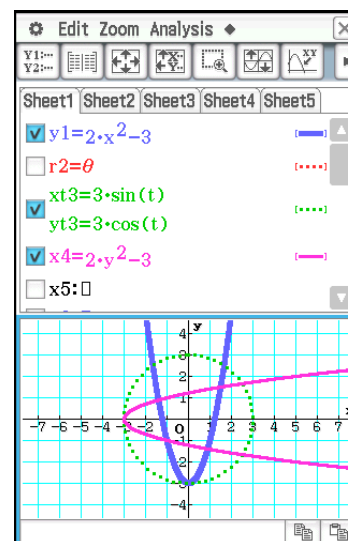 Edit Zoom Analysis ◆
Y1:…
Y2:…
XY
Sheet1 Sheet2 Sheet3 Sheet4 Sheet5
y1=2·x²-3
r2=θ
xt3=3·sin(t)
yt3=3·cos(t)
x4=2·y²-3
x5:□
y
4
3
2
1
-7 -6 -5 -4 -3 -2 0 1 2 3 4 5 6 7
-1
-2
-3
-4